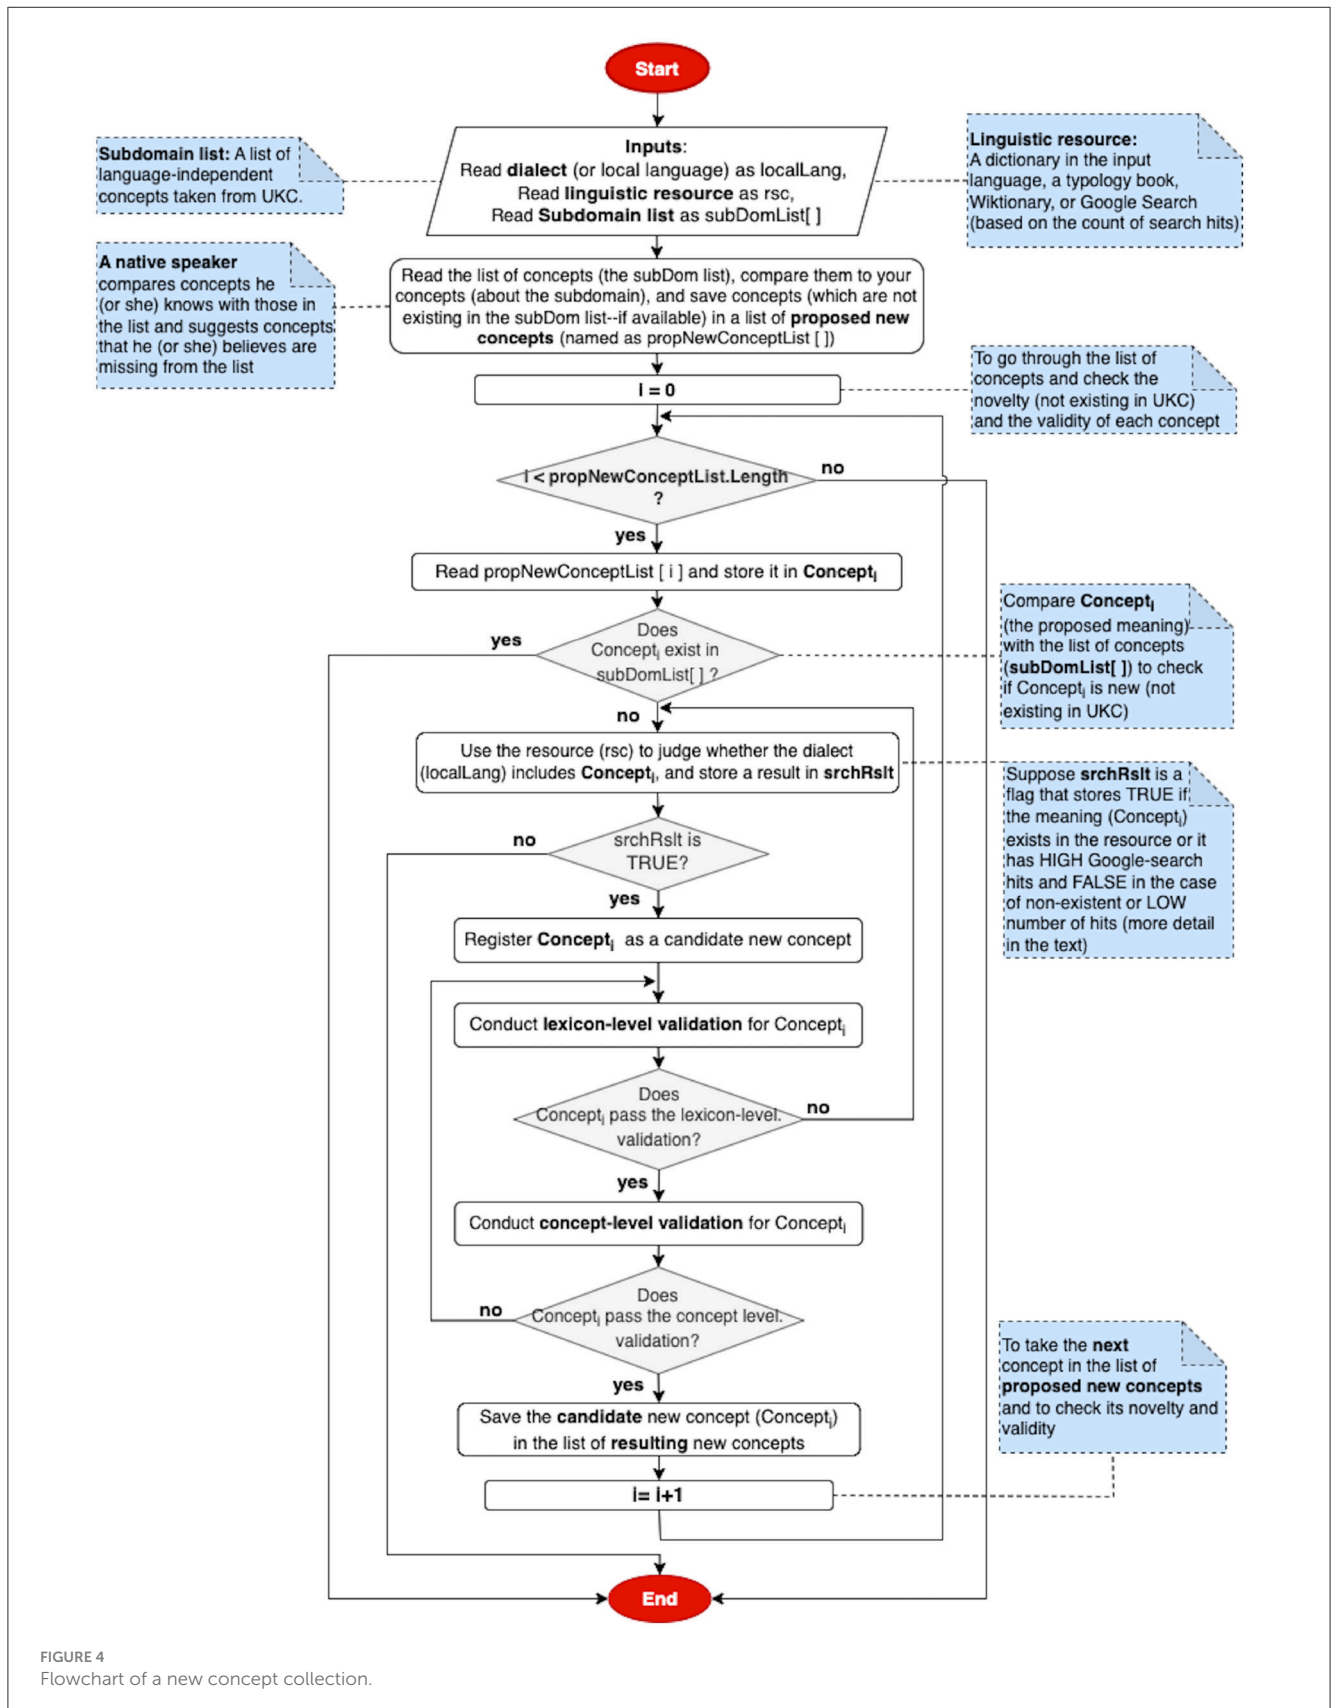 Start
Inputs:
Read dialect (or local language) as localLang,
Read linguistic resource as rsc,
Read Subdomain list as subDomList[ ]
Subdomain list: A list of
language-independent
concepts taken from UKC.
Linguistic resource:
A dictionary in the input
language, a typology book,
Wiktionary, or Google Search
(based on the count of search hits)
A native speaker
compares concepts he
(or she) knows with those in
the list and suggests concepts
that he (or she) believes are
missing from the list
Read the list of concepts (the subDom list), compare them to your
concepts (about the subdomain), and save concepts (which are not
existing in the subDom list--if available) in a list of proposed new
concepts (named as propNewConceptList [ ])
To go through the list of
concepts and check the
novelty (not existing in UKC)
and the validity of each concept
i = 0
i < propNewConceptList.Length
?
no
yes
Read propNewConceptList [ i ] and store it in Concepti
Does
Concepti exist in
subDomList[ ] ?
yes
no
Compare Concepti
(the proposed meaning)
with the list of concepts
(subDomList[ ]) to check
if Concepti is new (not
existing in UKC)
Use the resource (rsc) to judge whether the dialect
(localLang) includes Concepti, and store a result in srchRslt
Suppose srchRslt is a
flag that stores TRUE if
the meaning (Concepti)
exists in the resource or it
has HIGH Google-search
hits and FALSE in the case
of non-existent or LOW
number of hits (more detail
in the text)
srchRslt is
TRUE?
no
yes
Register Concepti as a candidate new concept
Conduct lexicon-level validation for Concepti
Does
Concepti pass the lexicon-level.
validation?
no
yes
Conduct concept-level validation for Concepti
Does
Concepti pass the concept level.
validation?
no
yes
To take the next
concept in the list of
proposed new concepts
and to check its novelty and
validity
Save the candidate new concept (Concepti)
in the list of resulting new concepts
i= i+1
End
FIGURE 4
Flowchart of a new concept collection.